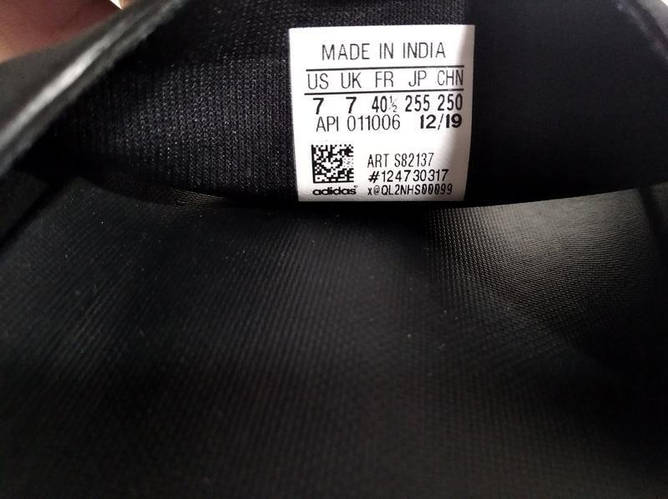 MADE IN INDIA
US UK FR JP CHN
7 7 40½ 255 250
API 011006 12/19
ART S82137
#124730317
adidas x@QL2NHS00099